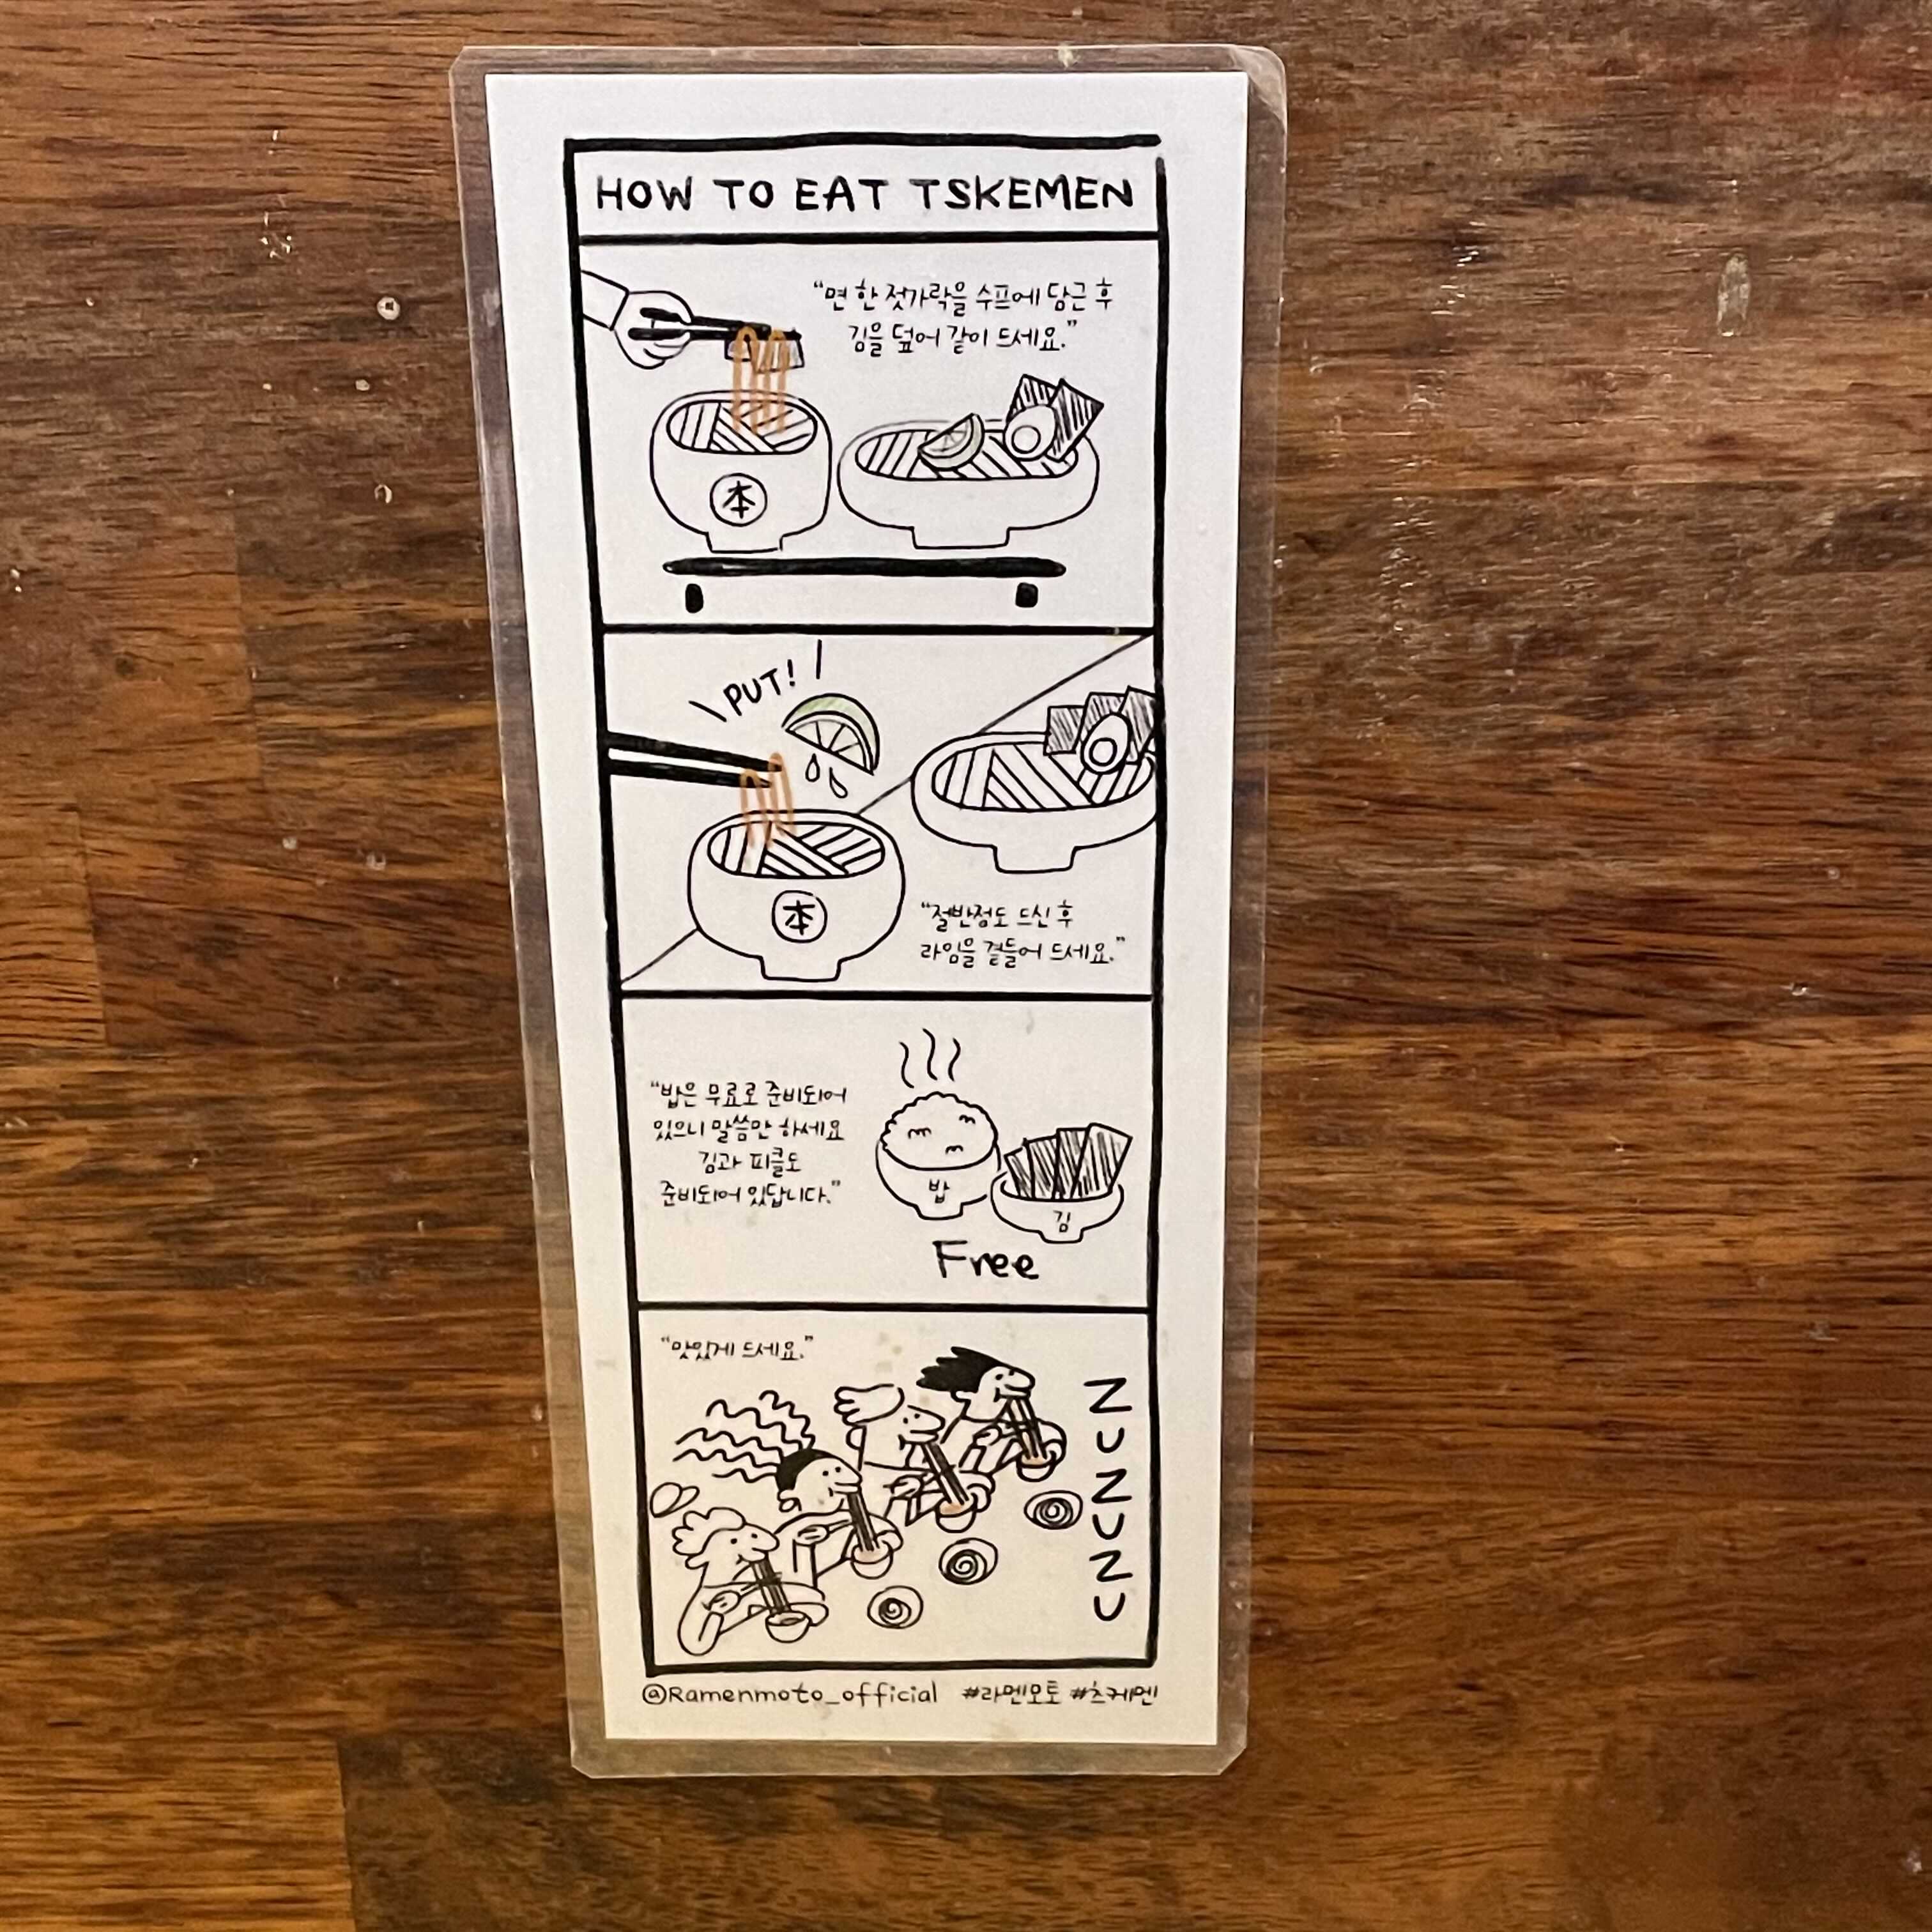 HOW TO EAT TSKEMEN
“면 한 젓가락을 수프에 담근 후
김을 덮어 같이 드세요.”
本
PUT!
本
“절반정도 드신 후
라임을 곁들어 드세요.”
“밥은 무료로 준비되어
있으니 말씀만 하세요
김과 피클도
준비되어 있답니다.”
밥
김
Free
“맛있게 드세요.”
ZUZUZU
@Ramenmoto_official #라멘모토 #츠케멘